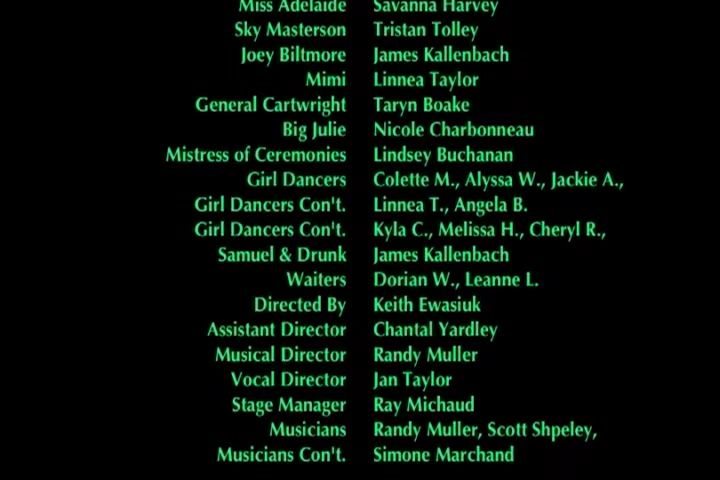 Miss Adelaide Savanna Harvey
Sky Masterson Tristan Tolley
Joey Biltmore James Kallenbach
Mimi Linnea Taylor
General Cartwright Taryn Boake
Big Julie Nicole Charbonneau
Mistress of Ceremonies Lindsey Buchanan
Girl Dancers Colette M., Alyssa W., Jackie A.,
Girl Dancers Con't. Linnea T., Angela B.
Girl Dancers Con't. Kyla C., Melissa H., Cheryl R.,
Samuel & Drunk James Kallenbach
Waiters Dorian W., Leanne L.
Directed By Keith Ewasiuk
Assistant Director Chantal Yardley
Musical Director Randy Muller
Vocal Director Jan Taylor
Stage Manager Ray Michaud
Musicians Randy Muller, Scott Shpeley,
Musicians Con't. Simone Marchand